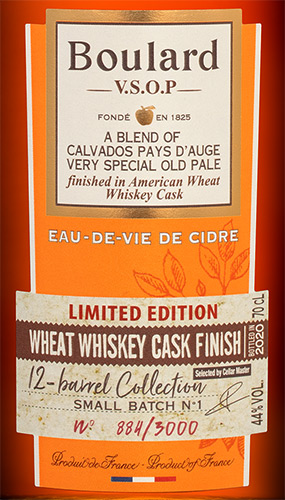 Boulard
V.S.O.P
FONDÉ EN 1825
A BLEND OF
CALVADOS PAYS D'AUGE
VERY SPECIAL OLD PALE
finished in American Wheat
Whiskey Cask
EAU-DE-VIE DE CIDRE
LIMITED EDITION
WHEAT WHISKEY CASK FINISH
BOTTLED IN
2020
70 cL
12-barrel Collection
Selected by Cellar Master
SMALL BATCH N°1
44% VOL.
N° 884/3000
Produit de France - Product of France